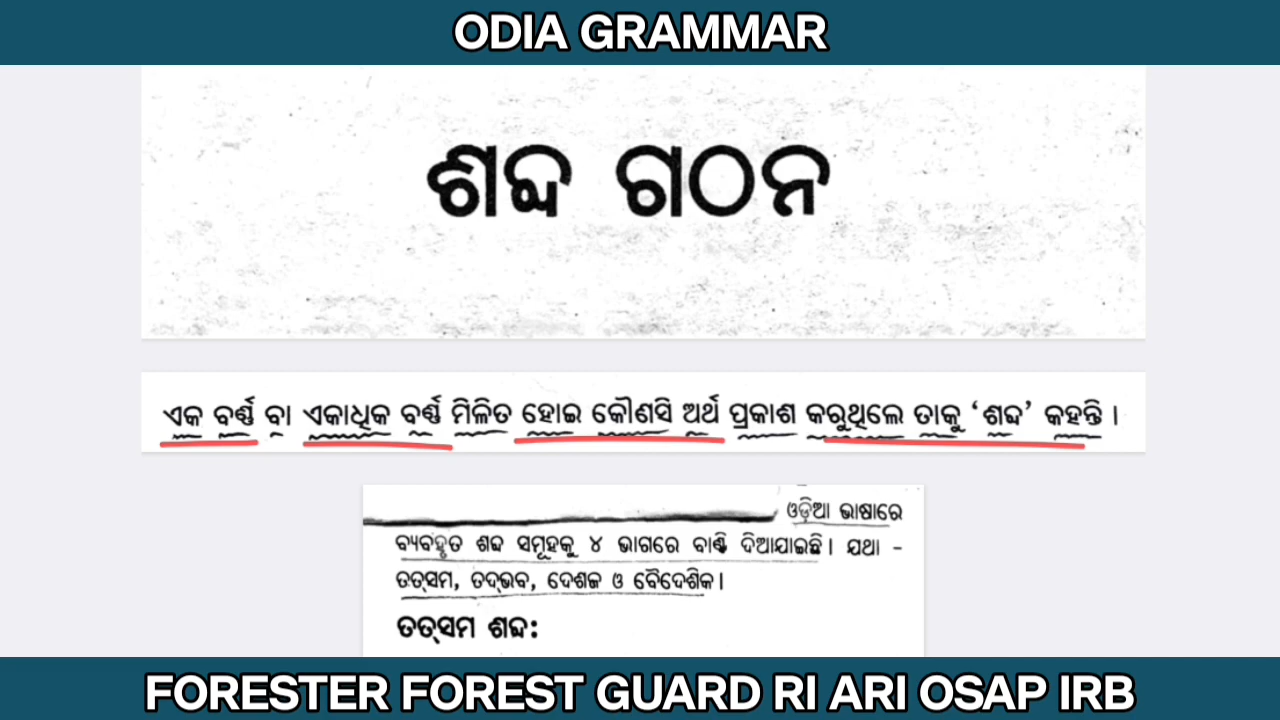 ODIA GRAMMAR
ଶବ୍ଦ ଗଠନ
ଏକ ବର୍ଣ୍ଣ ବା ଏକାଧିକ ବର୍ଣ୍ଣ ମିଳିତ ହୋଇ କୌଣସି ଅର୍ଥ ପ୍ରକାଶ କରୁଥିଲେ ତାକୁ ‘ଶବ୍ଦ’ କହନ୍ତି ।
ଓଡ଼ିଆ ଭାଷାରେ
ବ୍ୟବହୃତ ଶବ୍ଦ ସମୂହକୁ ୪ ଭାଗରେ ବାଣ୍ଟି ଦିଆଯାଇଛି । ଯଥା –
ତତ୍‌ସମ, ତଦ୍‌ଭବ, ଦେଶଜ ଓ ବୈଦେଶିକ ।
ତତ୍‌ସମ ଶବ୍ଦ:
FORESTER FOREST GUARD RI ARI OSAP IRB